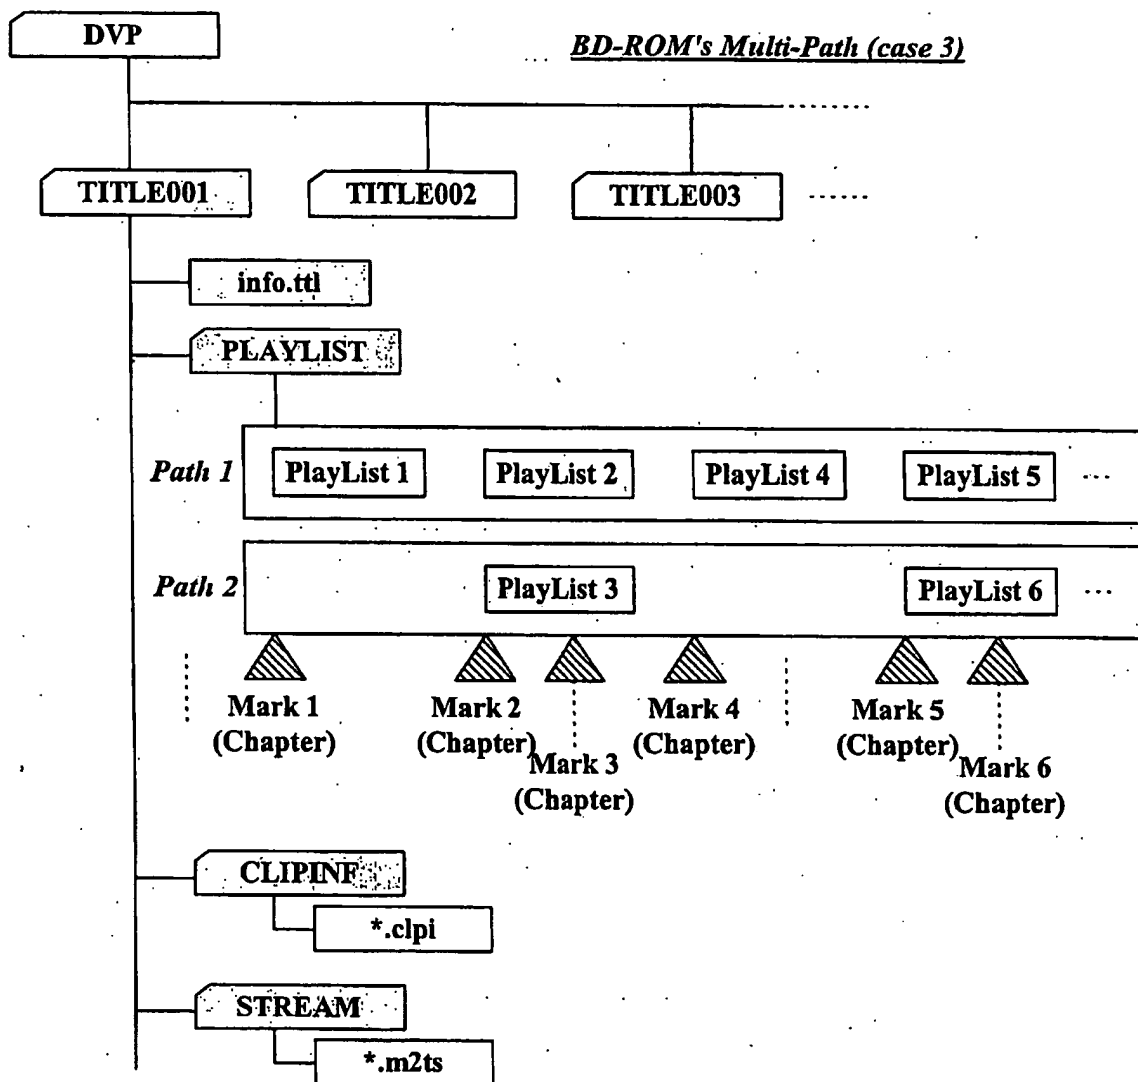 DVP
BD-ROM's Multi-Path (case 3)
TITLE001
TITLE002
TITLE003
info.ttl
PLAYLIST
Path 1
PlayList 1
PlayList 2
PlayList 4
PlayList 5
...
Path 2
PlayList 3
PlayList 6
...
Mark 1
(Chapter)
Mark 2
(Chapter)
Mark 3
(Chapter)
Mark 4
(Chapter)
Mark 5
(Chapter)
Mark 6
(Chapter)
CLIPINF
*.clpi
STREAM
*.m2ts